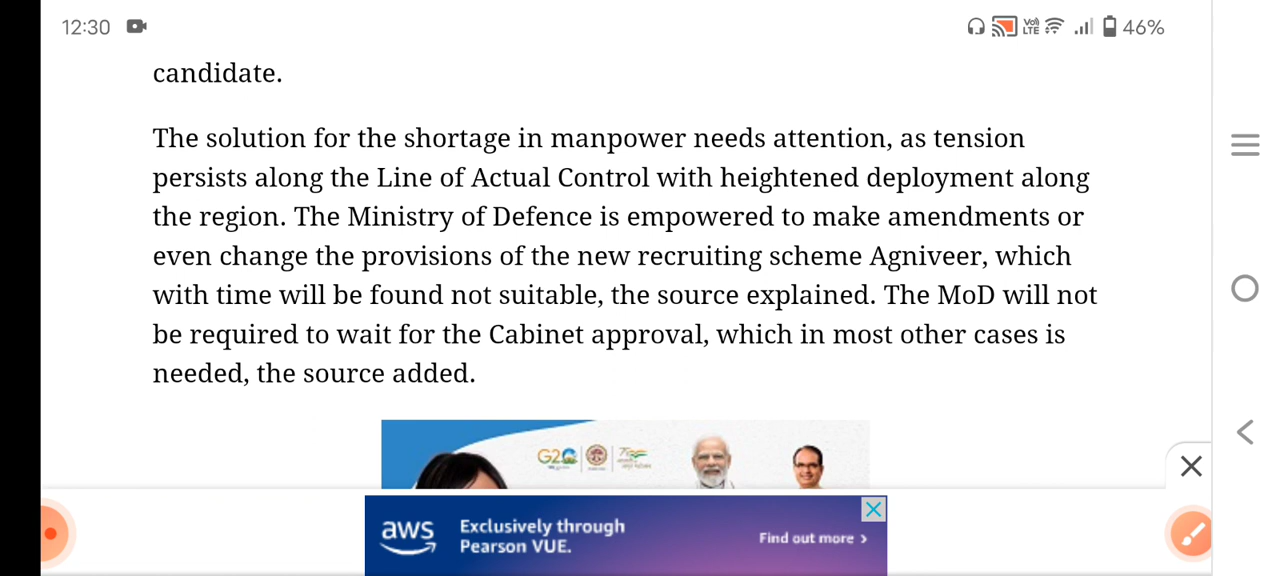 12:30
Vo) LTE
46%
candidate.
The solution for the shortage in manpower needs attention, as tension
persists along the Line of Actual Control with heightened deployment along
the region. The Ministry of Defence is empowered to make amendments or
even change the provisions of the new recruiting scheme Agniveer, which
with time will be found not suitable, the source explained. The MoD will not
be required to wait for the Cabinet approval, which in most other cases is
needed, the source added.
G20
aws
Exclusively through
Pearson VUE.
Find out more